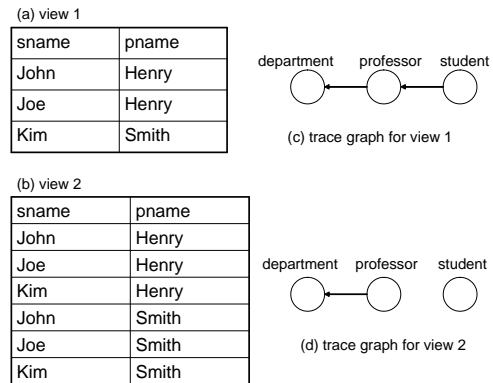 (a) view 1
sname pname
John Henry
Joe Henry
Kim Smith
department professor student
(c) trace graph for view 1
(b) view 2
sname pname
John Henry
Joe Henry
Kim Henry
John Smith
Joe Smith
Kim Smith
department professor student
(d) trace graph for view 2